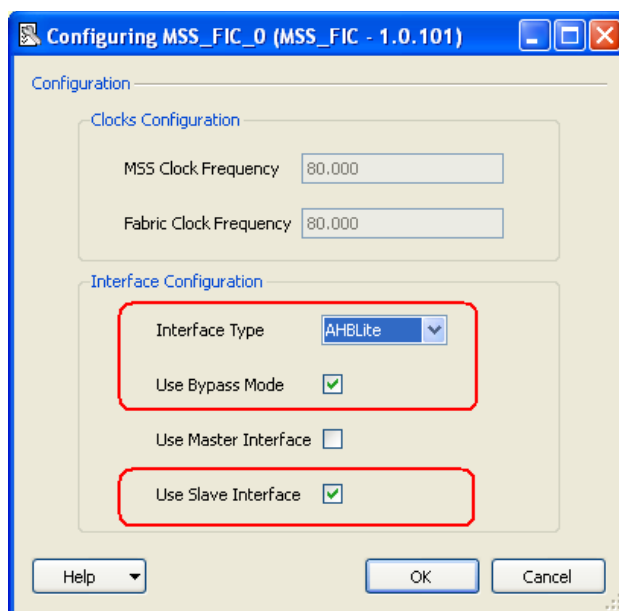 Configuring MSS_FIC_0 (MSS_FIC - 1.0.101)
Configuration
Clocks Configuration
MSS Clock Frequency 80.000
Fabric Clock Frequency 80.000
Interface Configuration
Interface Type AHBLite
Use Bypass Mode
Use Master Interface
Use Slave Interface
Help OK Cancel